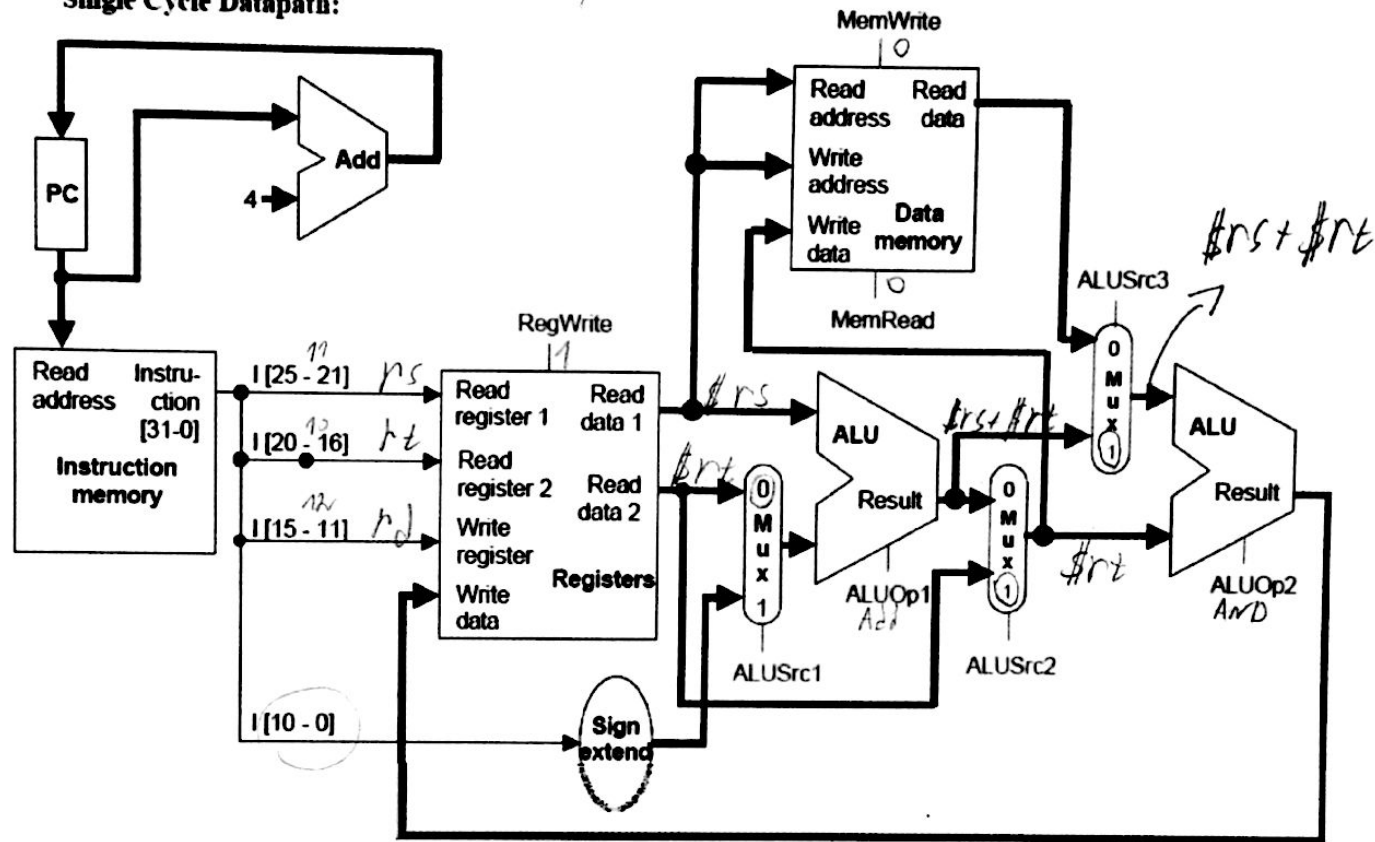 Single Cycle Datapath:
MemWrite
0
Read address
Read data
Write address
Write data
Data memory
0
MemRead
PC
Add
4
$rs + $rt
ALUSrc3
0
Mux
1
RegWrite
1
Read address
Instru-
ction
[31-0]
Instruction memory
11
I [25 - 21]
rs
10
I [20 - 16]
rt
12
I [15 - 11]
rd
I [10 - 0]
Read register 1
Read data 1
Read register 2
Read data 2
Write register
Registers
Write data
$rs
$rt
0
Mux
1
ALUSrc1
ALU
Result
ALUOp1
Add
$rs+$rt
0
Mux
1
ALUSrc2
$rt
ALU
Result
ALUOp2
AND
Sign extend